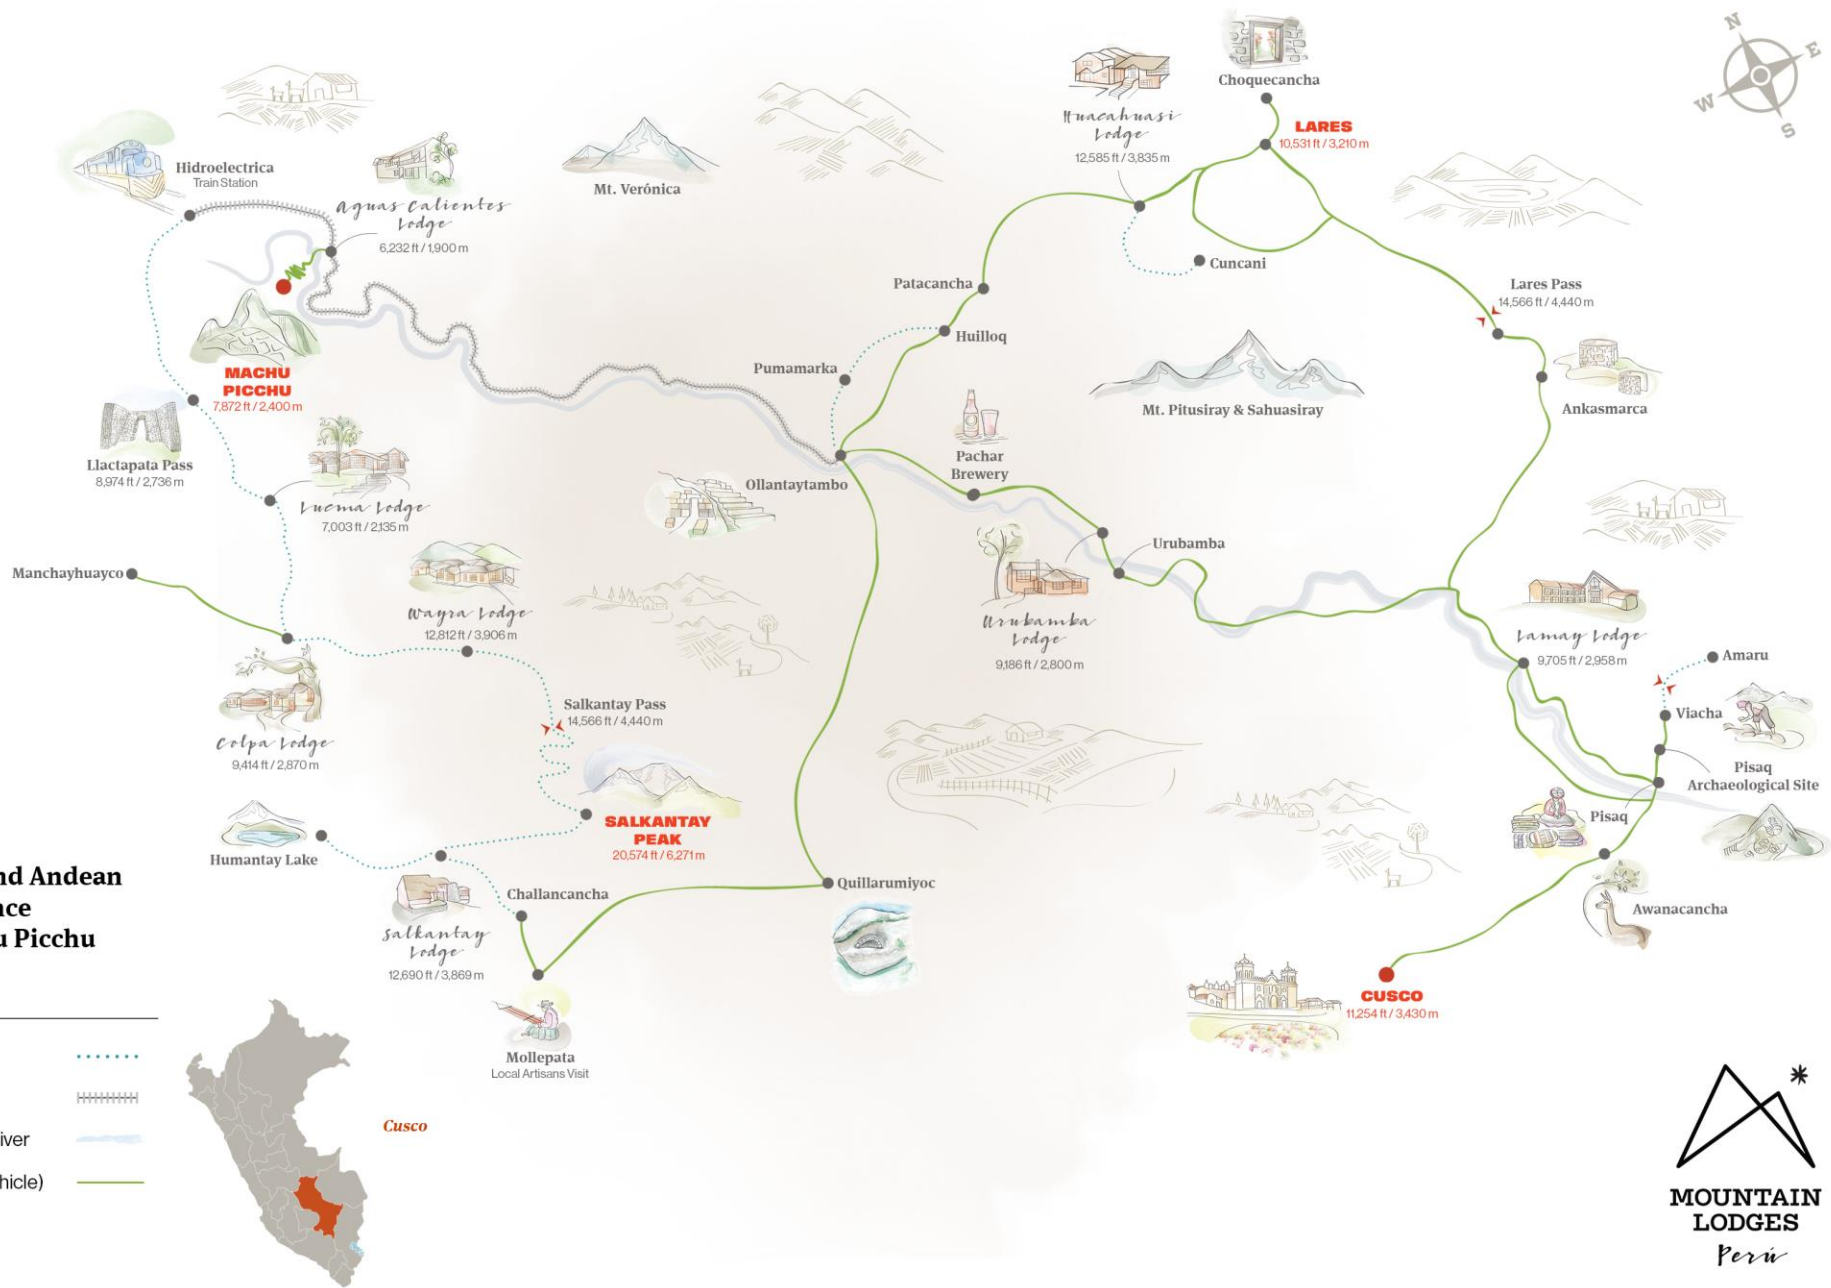 N
E
W
S
Choquecancha
Huacahuasi
Lodge
12,585 ft / 3,835 m
LARES
10,531 ft / 3,210 m
Hidroelectrica
Train Station
Aguas Calientes
Lodge
6,232 ft / 1,900 m
Mt. Verónica
Cuncani
Patacancha
Lares Pass
14,566 ft / 4,440 m
Huilloq
Pumamarka
MACHU
PICCHU
7,872 ft / 2,400 m
Mt. Pitusiray & Sahuasiray
Ankasmarca
Llactapata Pass
8,974 ft / 2,736 m
Pachar
Brewery
Ollantaytambo
Lucma Lodge
7,003 ft / 2,135 m
Urubamba
Manchayhuayco
Wayra Lodge
12,812 ft / 3,906 m
Urubamba
Lodge
9,186 ft / 2,800 m
Lamay Lodge
9,705 ft / 2,958 m
Amaru
Salkantay Pass
14,566 ft / 4,440 m
Viacha
Colpa Lodge
9,414 ft / 2,870 m
Pisaq
Archaeological Site
Pisaq
SALKANTAY
PEAK
20,574 ft / 6,271 m
Humantay Lake
Quillarumiyoc
Challancancha
Awanacancha
Salkantay
Lodge
12,690 ft / 3,869 m
CUSCO
11,254 ft / 3,430 m
Mollepata
Local Artisans Visit
nd Andean
nce
u Picchu
iver
hicle)
Cusco
MOUNTAIN
LODGES
Perú